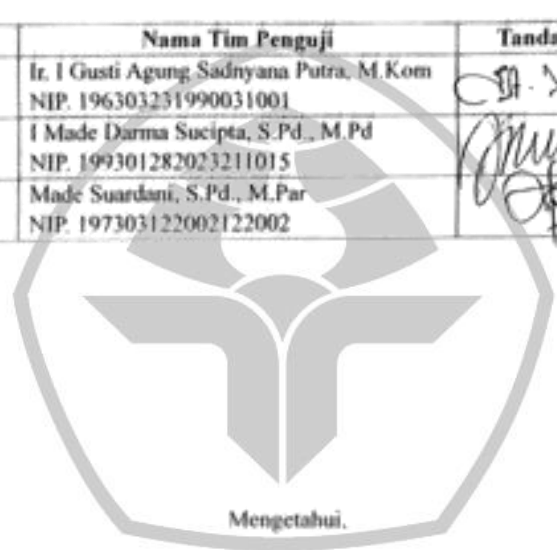 Nama Tim Penguji Tanda
Ir. I Gusti Agung Sadnyana Putra, M.Kom
NIP. 196303231990031001
I Made Darma Sucipta, S.Pd., M.Pd
NIP. 199301282023211015
Made Suardani, S.Pd., M.Par
NIP. 197303122002122002
Mengetahui,